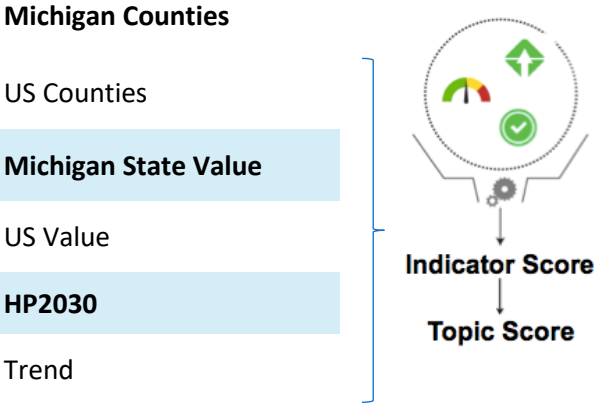 Michigan Counties
US Counties
Michigan State Value
US Value
HP2030
Trend
Indicator Score
Topic Score